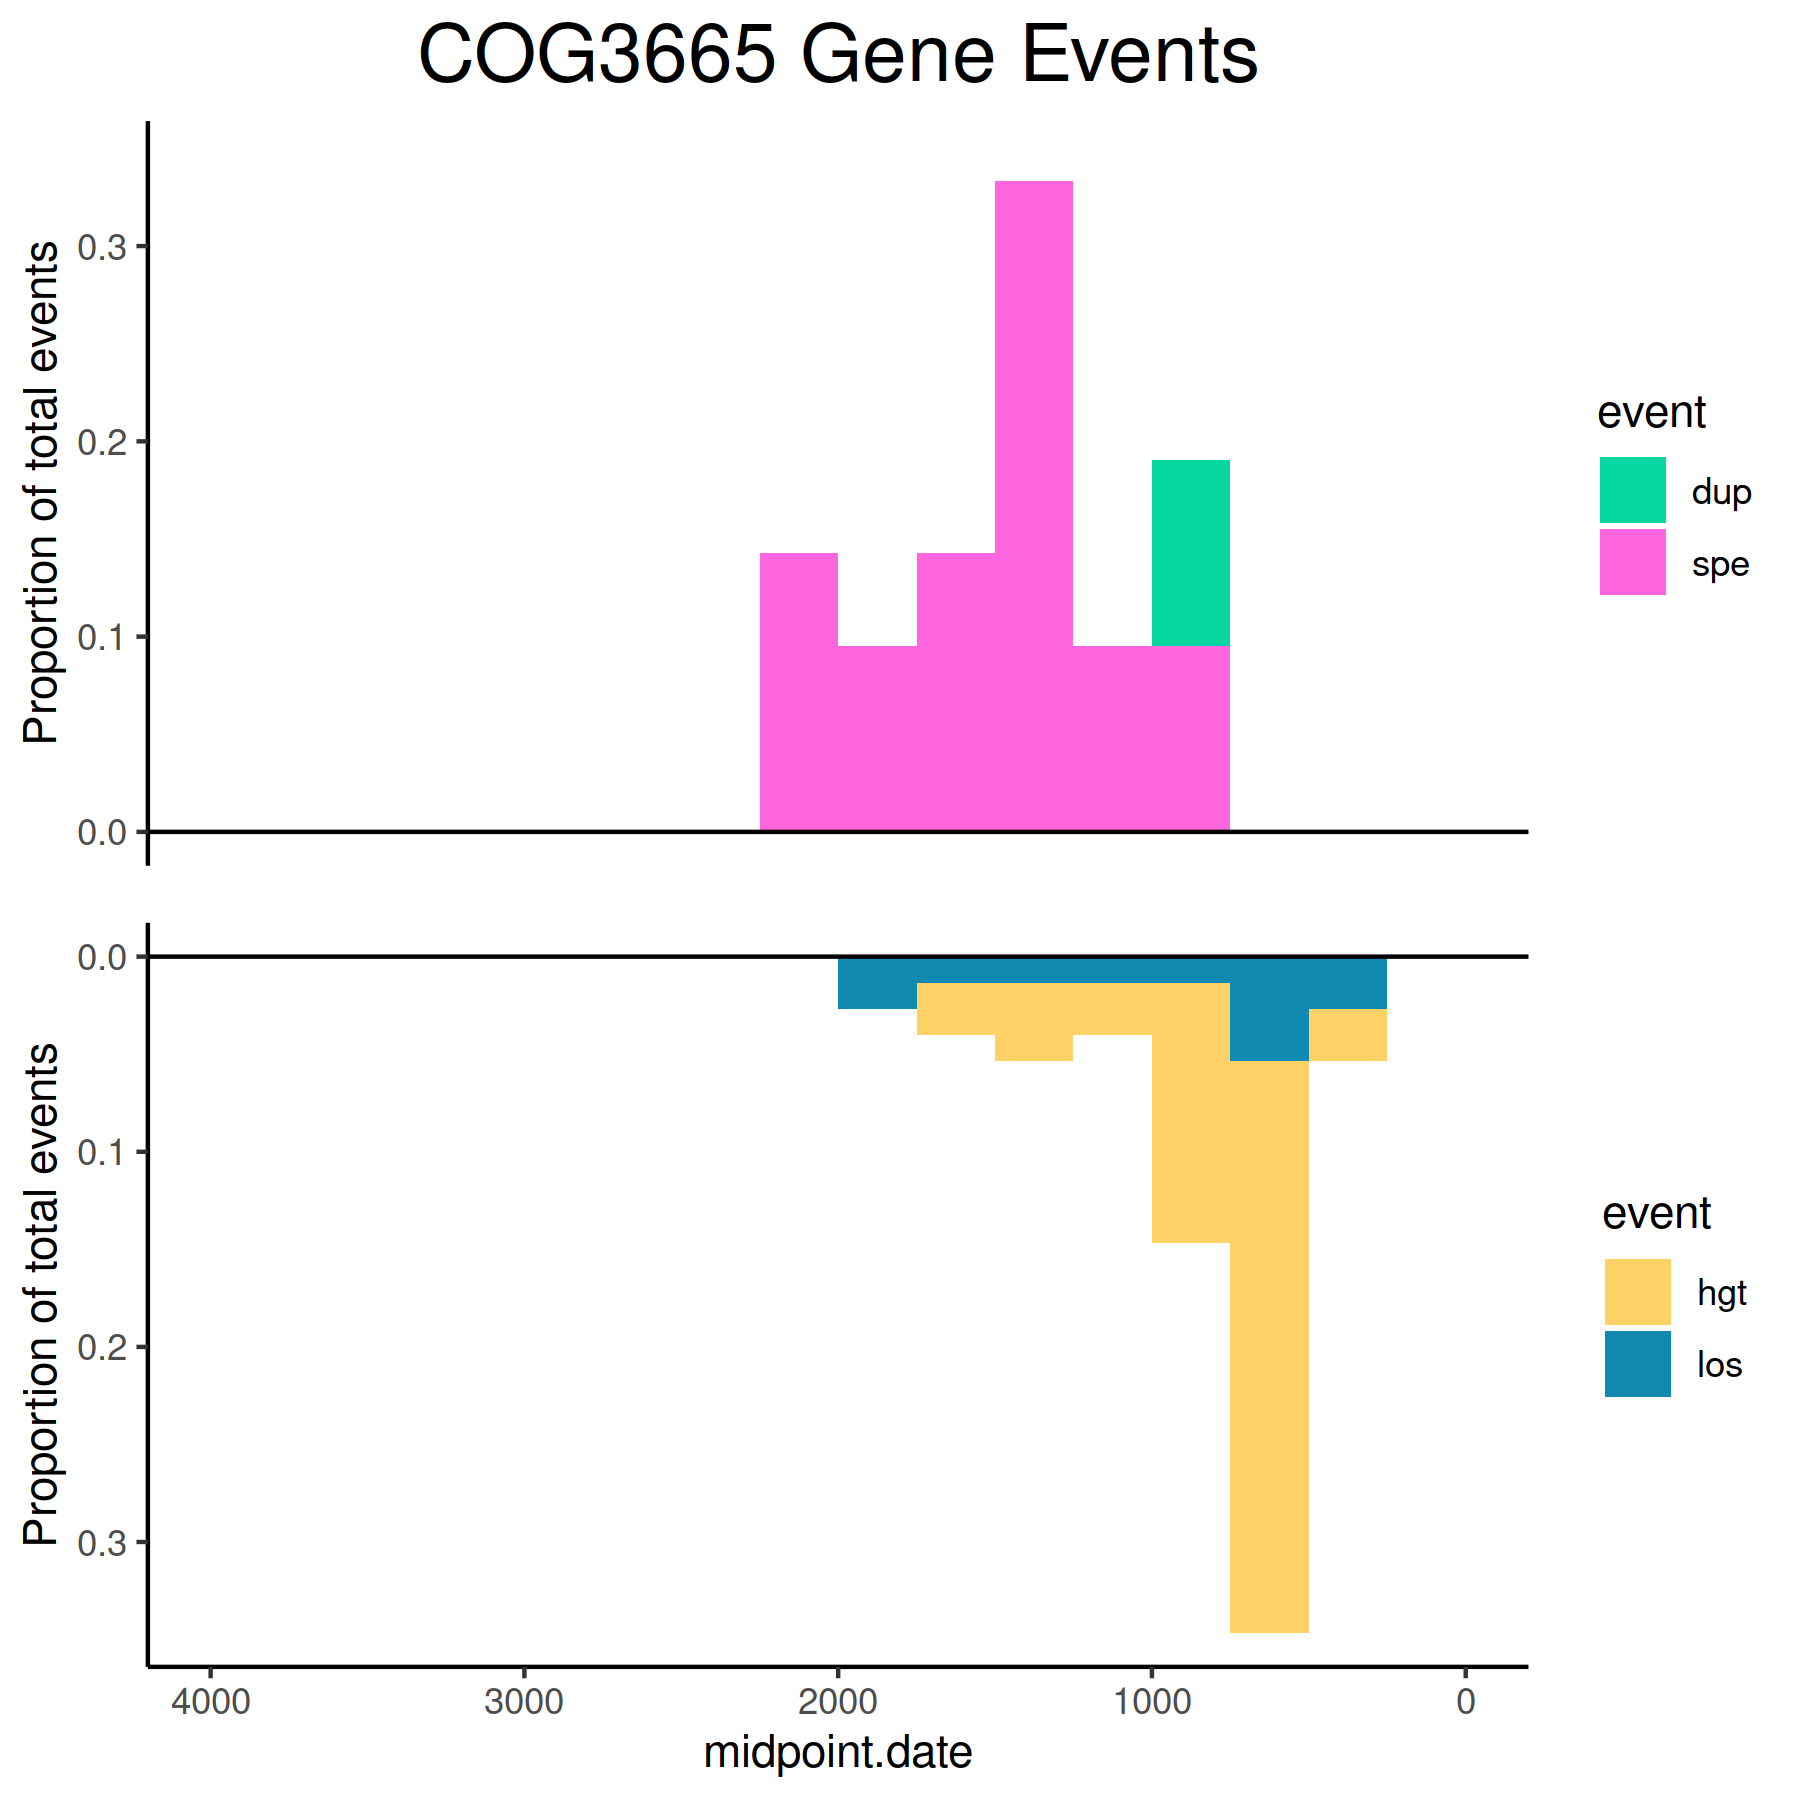 COG3665 Gene Events
Proportion of total events
0.3
0.2
0.1
0.0
event
dup
spe
Proportion of total events
0.0
0.1
0.2
0.3
event
hgt
los
4000 3000 2000 1000 0
midpoint.date